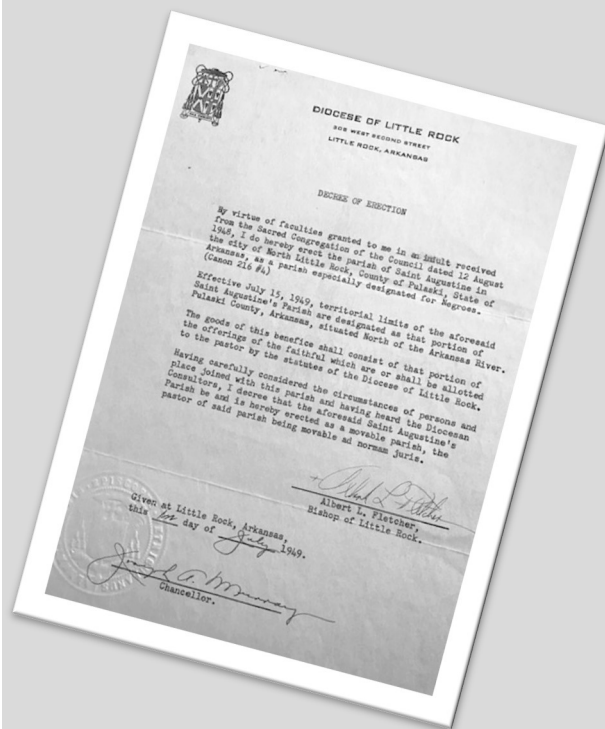 DIOCESE OF LITTLE ROCK
305 WEST SECOND STREET
LITTLE ROCK, ARKANSAS
DECREE OF ERECTION
By virtue of faculties granted to me in an indult received
from the Sacred Congregation of the Council dated 12 August
1948, I do hereby erect the parish of Saint Augustine in
the city of North Little Rock, County of Pulaski, State of
Arkansas, as a parish especially designated for Negroes.
(Canon 216 #4)
Effective July 15, 1949, territorial limits of the aforesaid
Saint Augustine's Parish are designated as that portion of
Pulaski County, Arkansas, situated North of the Arkansas River.
The goods of this benefice shall consist of that portion of
the offerings of the faithful which are or shall be allotted
to the pastor by the statutes of the Diocese of Little Rock.
Having carefully considered the circumstances of persons and
place joined with this parish and having heard the Diocesan
Consultors, I decree that the aforesaid Saint Augustine's
Parish be and is hereby erected as a movable parish, the
pastor of said parish being movable ad normam juris.
Albert L Fletcher
Albert L. Fletcher,
Bishop of Little Rock.
Given at Little Rock, Arkansas,
this day of July 1949.
Joseph A. Murray
Chancellor.